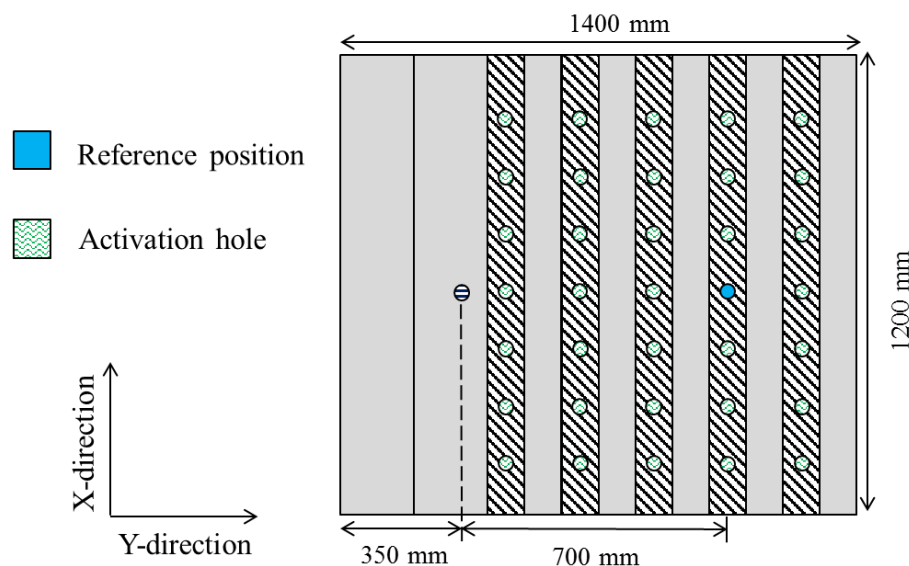 1400 mm
Reference position
Activation hole
1200 mm
X-direction
Y-direction
350 mm
700 mm